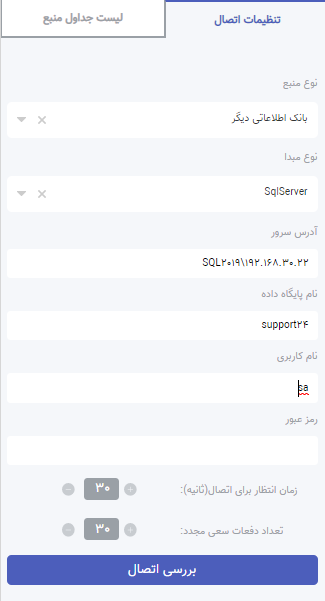 تنظیمات اتصال
لیست جداول منبع
نوع منبع
بانک اطلاعاتی دیگر
نوع مبدا
SqlServer
آدرس سرور
۱۹۲.۱۶۸.۳۰.۲۲\SQL۲۰۱۹
نام پایگاه داده
support۲۴
نام کاربری
sa
رمز عبور
زمان انتظار برای اتصال(ثانیه):
۳۰
تعداد دفعات سعی مجدد:
۳۰
بررسی اتصال